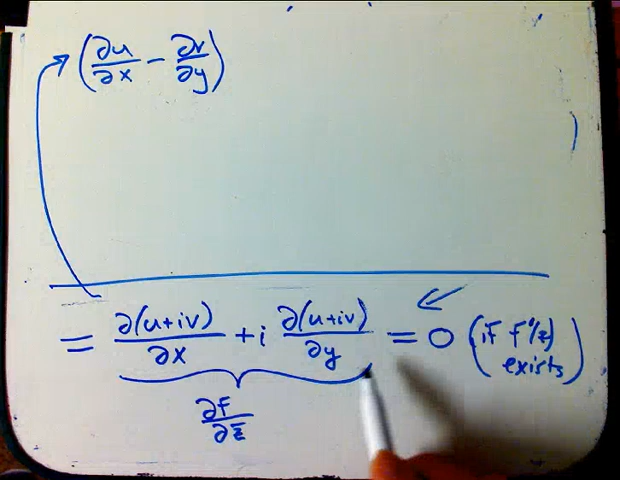 (∂u/∂x − ∂v/∂y)
= ∂(u+iv)/∂x + i ∂(u+iv)/∂y = 0 (if f'(z) exists)
∂f/∂z̄